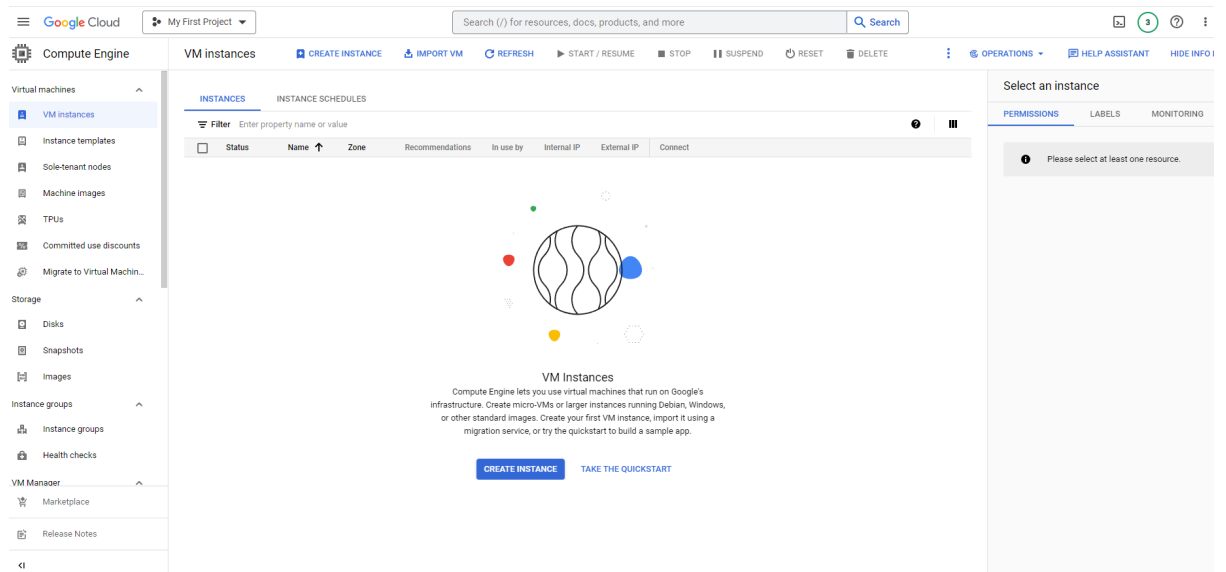 Google Cloud
My First Project
Search (/) for resources, docs, products, and more
Search
3
Compute Engine
VM instances
CREATE INSTANCE
IMPORT VM
REFRESH
START / RESUME
STOP
SUSPEND
RESET
DELETE
OPERATIONS
HELP ASSISTANT
HIDE INFO
Virtual machines
VM instances
Instance templates
Sole-tenant nodes
Machine images
TPUs
Committed use discounts
Migrate to Virtual Machin...
Storage
Disks
Snapshots
Images
Instance groups
Instance groups
Health checks
VM Manager
Marketplace
Release Notes
INSTANCES
INSTANCE SCHEDULES
Filter Enter property name or value
Status Name Zone Recommendations In use by Internal IP External IP Connect
VM Instances
Compute Engine lets you use virtual machines that run on Google's
infrastructure. Create micro-VMs or larger instances running Debian, Windows,
or other standard images. Create your first VM instance, import it using a
migration service, or try the quickstart to build a sample app.
CREATE INSTANCE
TAKE THE QUICKSTART
Select an instance
PERMISSIONS
LABELS
MONITORING
Please select at least one resource.